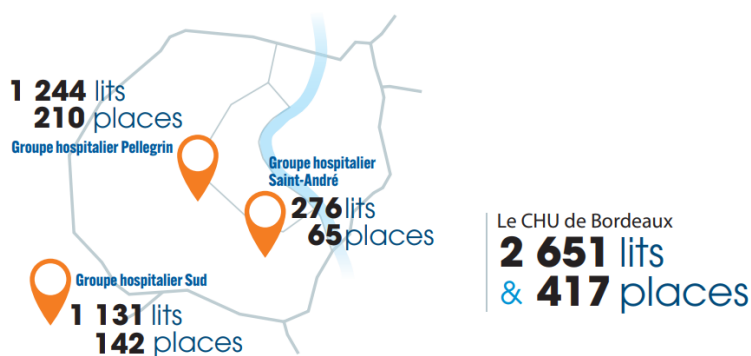 1 244 lits
210 places
Groupe hospitalier Pellegrin
Groupe hospitalier
Saint-André
276 lits
65 places
Groupe hospitalier Sud
1 131 lits
142 places
Le CHU de Bordeaux
2 651 lits
& 417 places